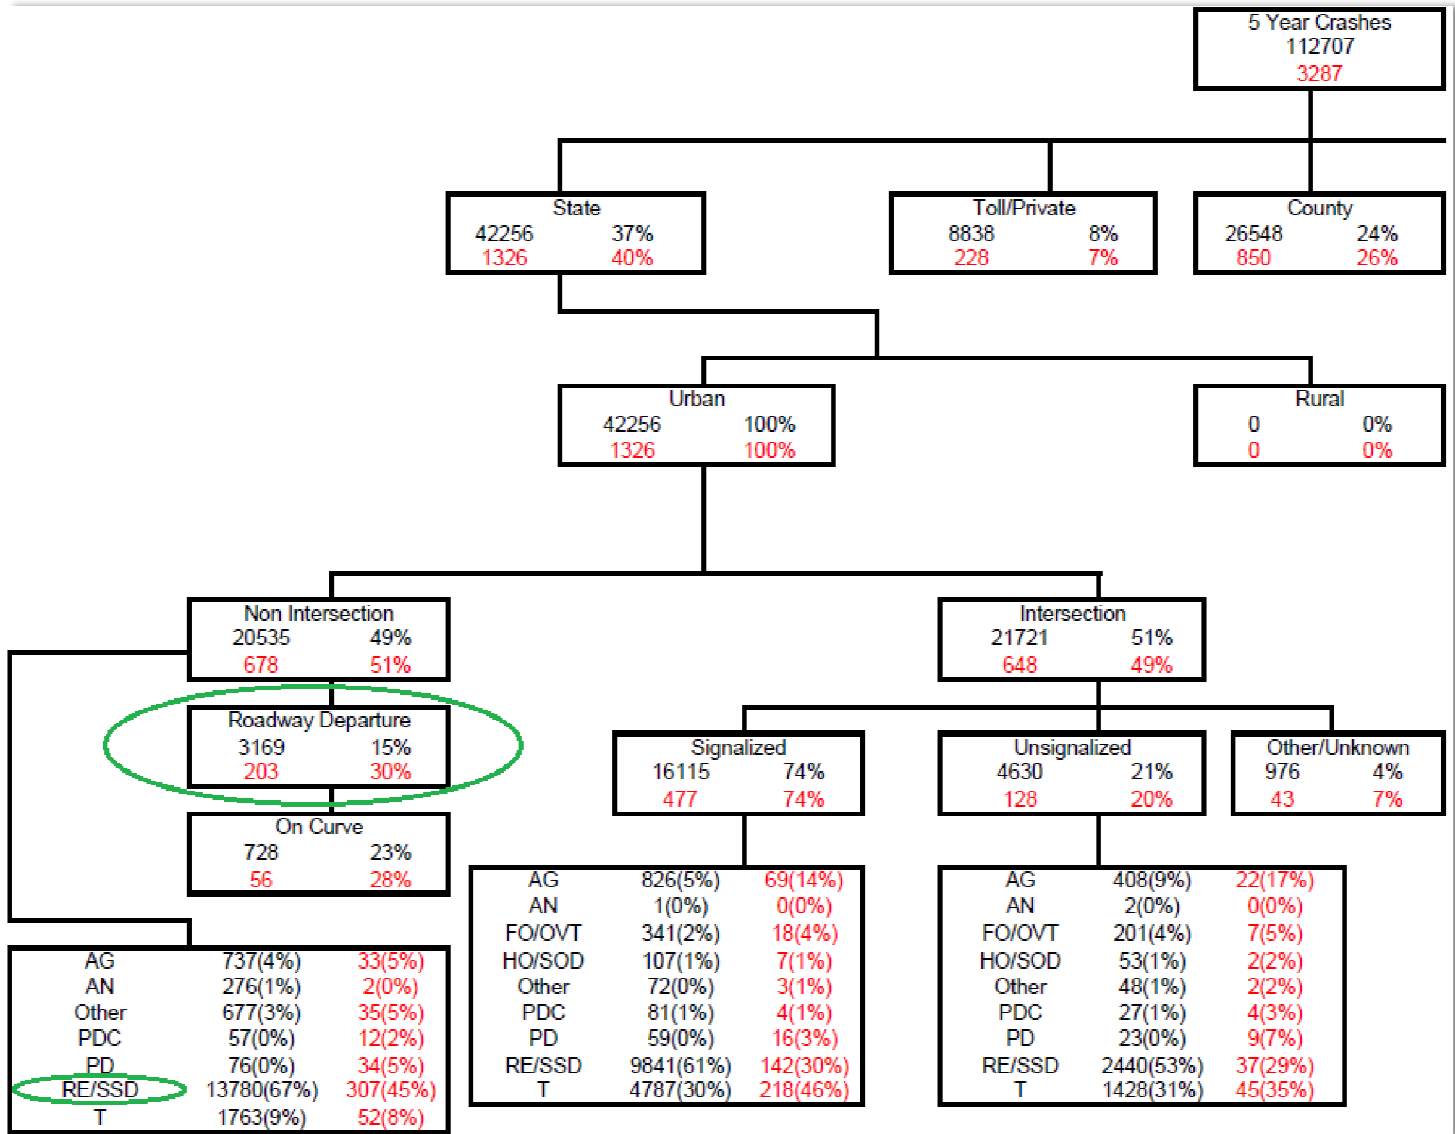 5 Year Crashes
112707
3287
State
42256 37%
1326 40%
Toll/Private
8838 8%
228 7%
County
26548 24%
850 26%
Urban
42256 100%
1326 100%
Rural
0 0%
0 0%
Non Intersection
20535 49%
678 51%
Intersection
21721 51%
648 49%
Roadway Departure
3169 15%
203 30%
On Curve
728 23%
56 28%
Signalized
16115 74%
477 74%
Unsignalized
4630 21%
128 20%
Other/Unknown
976 4%
43 7%
AG 737(4%) 33(5%)
AN 276(1%) 2(0%)
Other 677(3%) 35(5%)
PDC 57(0%) 12(2%)
PD 76(0%) 34(5%)
RE/SSD 13780(67%) 307(45%)
T 1763(9%) 52(8%)
AG 826(5%) 69(14%)
AN 1(0%) 0(0%)
FO/OVT 341(2%) 18(4%)
HO/SOD 107(1%) 7(1%)
Other 72(0%) 3(1%)
PDC 81(1%) 4(1%)
PD 59(0%) 16(3%)
RE/SSD 9841(61%) 142(30%)
T 4787(30%) 218(46%)
AG 408(9%) 22(17%)
AN 2(0%) 0(0%)
FO/OVT 201(4%) 7(5%)
HO/SOD 53(1%) 2(2%)
Other 48(1%) 2(2%)
PDC 27(1%) 4(3%)
PD 23(0%) 9(7%)
RE/SSD 2440(53%) 37(29%)
T 1428(31%) 45(35%)